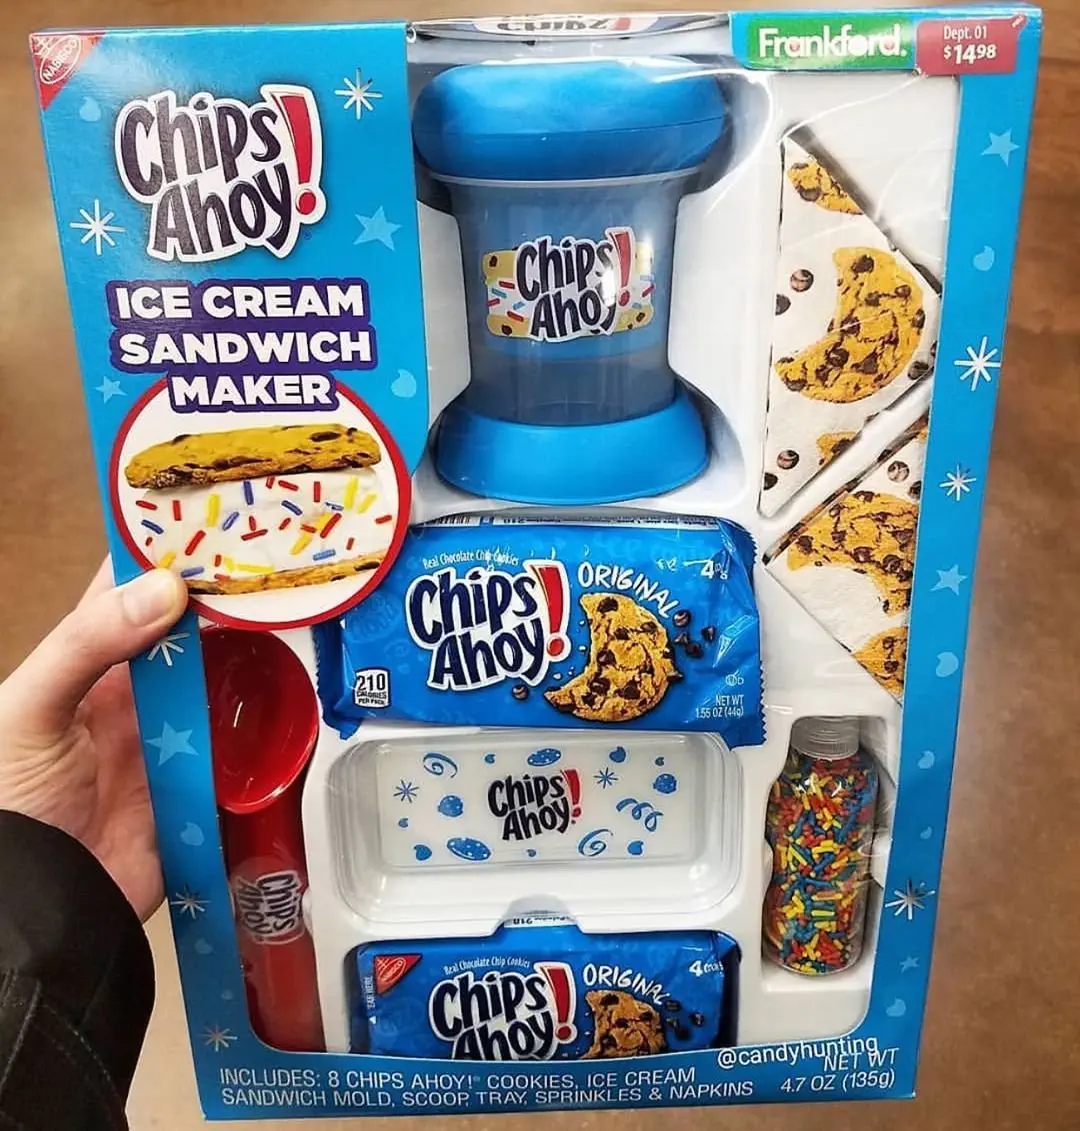 NABISCO
Chips Ahoy!
ICE CREAM
SANDWICH
MAKER
Frankford.
Dept. 01
$14.98
Chips Ahoy!
Real Chocolate Chip Cookies
Chips Ahoy!
ORIGINAL
210
CALORIES
PER PACK
NET WT
1.55 OZ (44g)
Chips Ahoy!
CHIPS AHOY!
NABISCO
Real Chocolate Chip Cookies
Chips Ahoy!
ORIGINAL
@candyhunting
INCLUDES: 8 CHIPS AHOY!® COOKIES, ICE CREAM
SANDWICH MOLD, SCOOP, TRAY, SPRINKLES & NAPKINS
NET WT
4.7 OZ (135g)